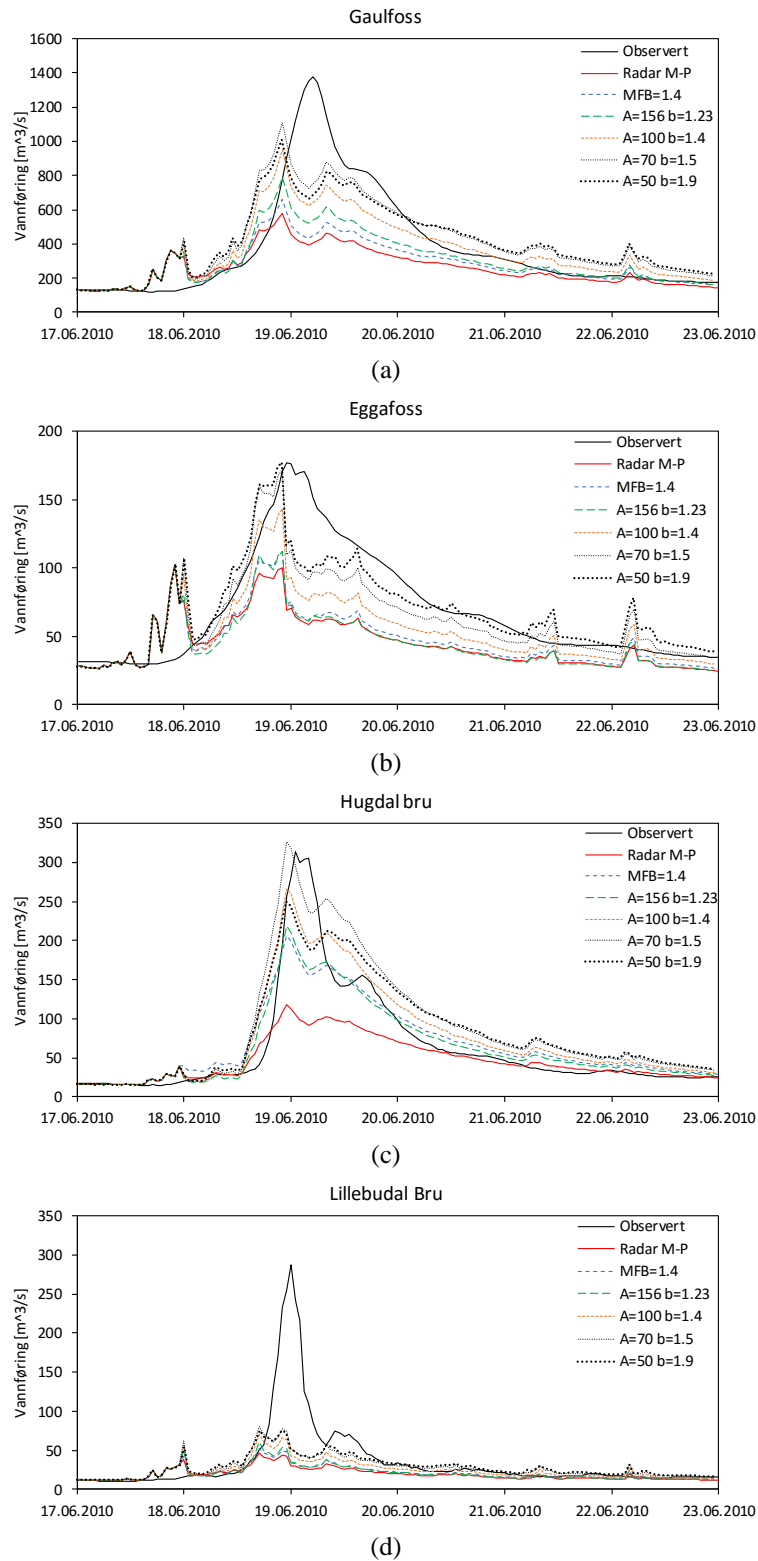 Gaulfoss
1600
1400
1200
1000
800
600
400
200
0
Vannføring [m^3/s]
Observert
Radar M-P
MFB=1.4
A=156 b=1.23
A=100 b=1.4
A=70 b=1.5
A=50 b=1.9
17.06.2010 18.06.2010 19.06.2010 20.06.2010 21.06.2010 22.06.2010 23.06.2010
(a)
Eggafoss
200
150
100
50
0
Vannføring [m^3/s]
Observert
Radar M-P
MFB=1.4
A=156 b=1.23
A=100 b=1.4
A=70 b=1.5
A=50 b=1.9
17.06.2010 18.06.2010 19.06.2010 20.06.2010 21.06.2010 22.06.2010 23.06.2010
(b)
Hugdal bru
350
300
250
200
150
100
50
0
Vannføring [m^3/s]
Observert
Radar M-P
MFB=1.4
A=156 b=1.23
A=100 b=1.4
A=70 b=1.5
A=50 b=1.9
17.06.2010 18.06.2010 19.06.2010 20.06.2010 21.06.2010 22.06.2010 23.06.2010
(c)
Lillebudal Bru
350
300
250
200
150
100
50
0
Vannføring [m^3/s]
Observert
Radar M-P
MFB=1.4
A=156 b=1.23
A=100 b=1.4
A=70 b=1.5
A=50 b=1.9
17.06.2010 18.06.2010 19.06.2010 20.06.2010 21.06.2010 22.06.2010 23.06.2010
(d)